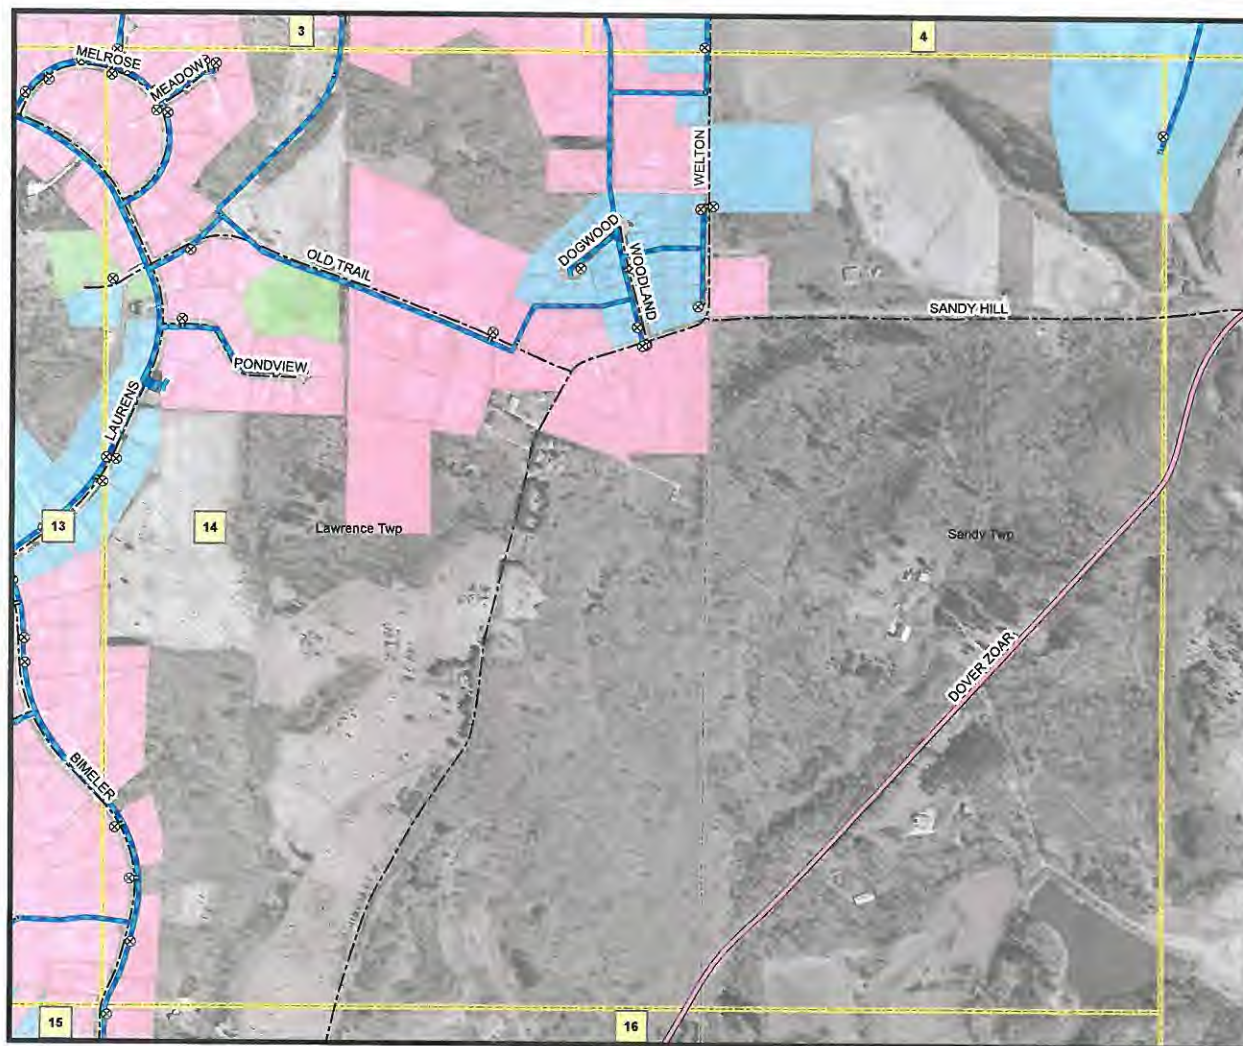 3
4
MELROSE
MEADOW
WELTON
DOGWOOD
WOODLAND
OLD TRAIL
SANDY HILL
PONDVIEW
LAURENS
13
14
Lawrence Twp
Sandy Twp
DOVER ZOAR
BIMELER
15
16